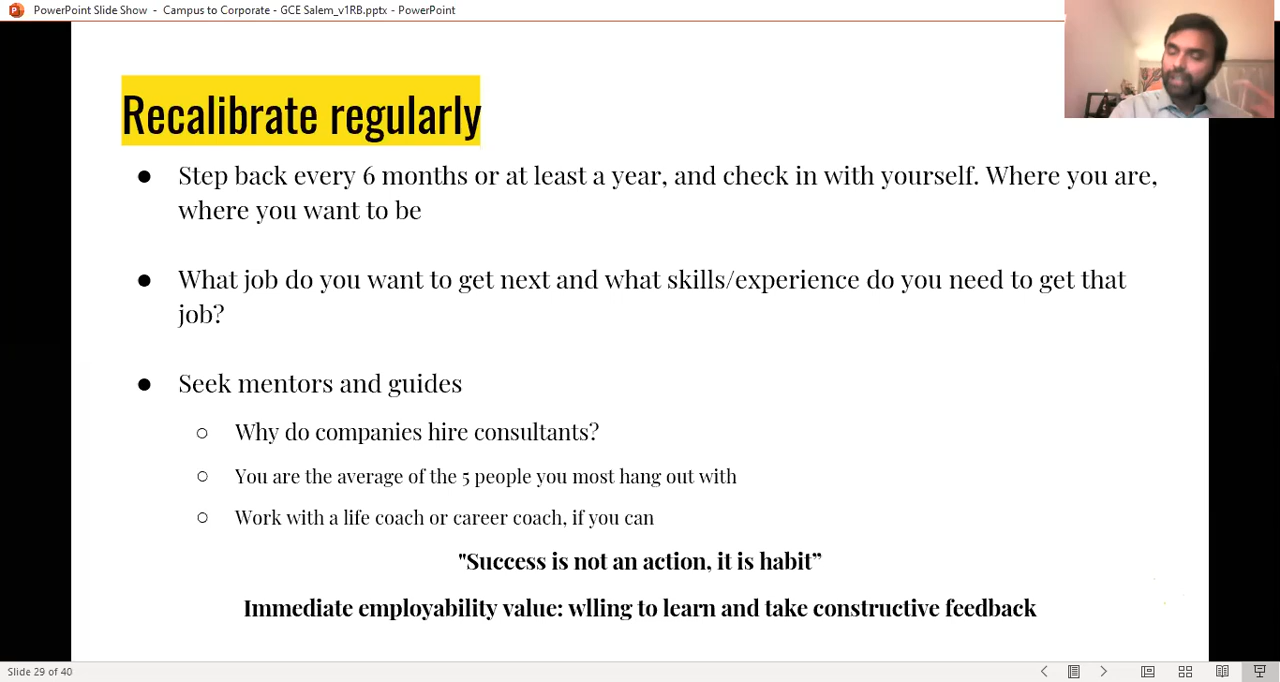 PowerPoint Slide Show - Campus to Corporate - GCE Salem_v1RB.pptx - PowerPoint
Recalibrate regularly
● Step back every 6 months or at least a year, and check in with yourself. Where you are,
where you want to be
● What job do you want to get next and what skills/experience do you need to get that
job?
● Seek mentors and guides
○ Why do companies hire consultants?
○ You are the average of the 5 people you most hang out with
○ Work with a life coach or career coach, if you can
"Success is not an action, it is habit”
Immediate employability value: wlling to learn and take constructive feedback
Slide 29 of 40